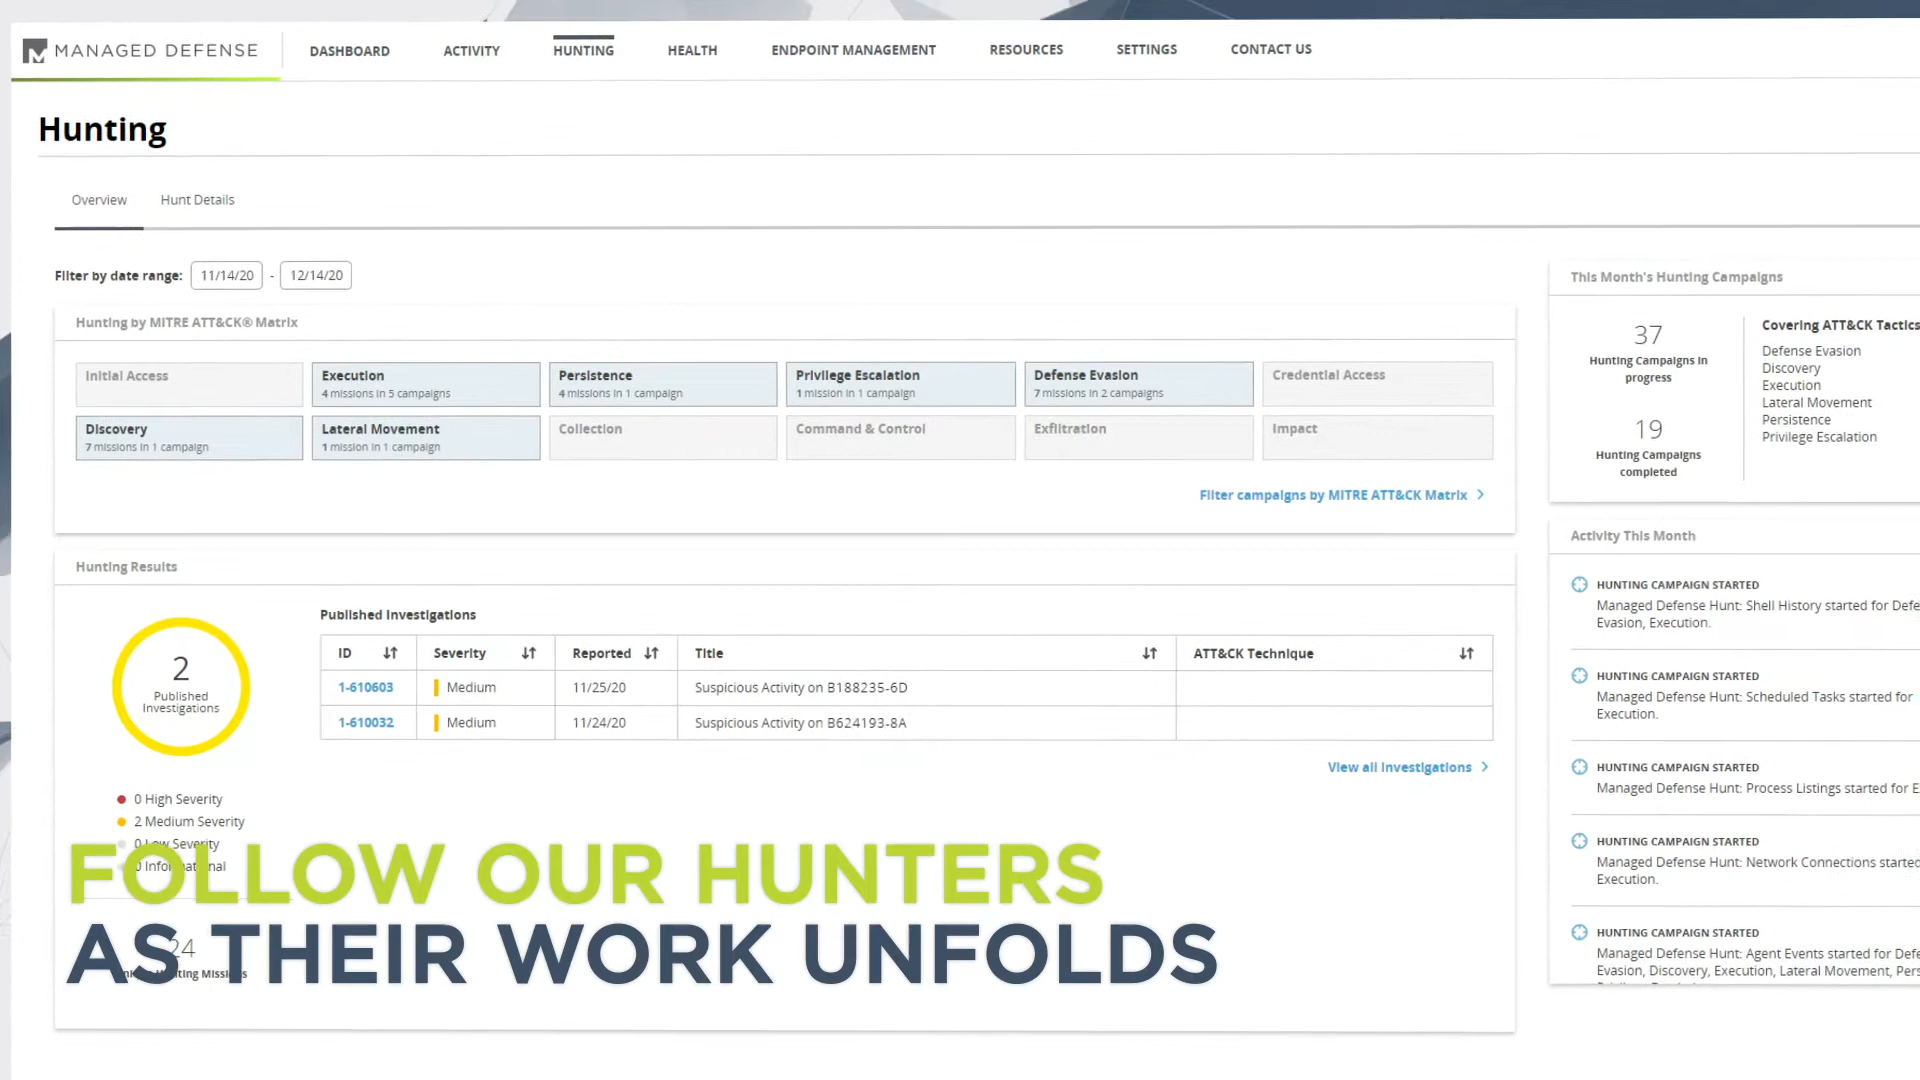 MANAGED DEFENSE
DASHBOARD
ACTIVITY
HUNTING
HEALTH
ENDPOINT MANAGEMENT
RESOURCES
SETTINGS
CONTACT US
Hunting
Overview
Hunt Details
Filter by date range: 11/14/20 - 12/14/20
Hunting by MITRE ATT&CK® Matrix
Initial Access
Execution
4 missions in 5 campaigns
Persistence
4 missions in 1 campaign
Privilege Escalation
1 mission in 1 campaign
Defense Evasion
7 missions in 2 campaigns
Credential Access
Discovery
7 missions in 1 campaign
Lateral Movement
1 mission in 1 campaign
Collection
Command & Control
Exfiltration
Impact
Filter campaigns by MITRE ATT&CK Matrix
Hunting Results
2
Published
Investigations
0 High Severity
2 Medium Severity
0 Low Severity
0 Informational
24
Published Investigations
ID Severity Reported Title ATT&CK Technique
1-610603 Medium 11/25/20 Suspicious Activity on B188235-6D
1-610032 Medium 11/24/20 Suspicious Activity on B624193-8A
View all Investigations
FOLLOW OUR HUNTERS
AS THEIR WORK UNFOLDS
This Month's Hunting Campaigns
37
Hunting Campaigns in
progress
19
Hunting Campaigns
completed
Covering ATT&CK Tactics
Defense Evasion
Discovery
Execution
Lateral Movement
Persistence
Privilege Escalation
Activity This Month
HUNTING CAMPAIGN STARTED
Managed Defense Hunt: Shell History started for Defe
Evasion, Execution.
HUNTING CAMPAIGN STARTED
Managed Defense Hunt: Scheduled Tasks started for
Execution.
HUNTING CAMPAIGN STARTED
Managed Defense Hunt: Process Listings started for E
HUNTING CAMPAIGN STARTED
Managed Defense Hunt: Network Connections started
Execution.
HUNTING CAMPAIGN STARTED
Managed Defense Hunt: Agent Events started for Defe
Evasion, Discovery, Execution, Lateral Movement, Pers